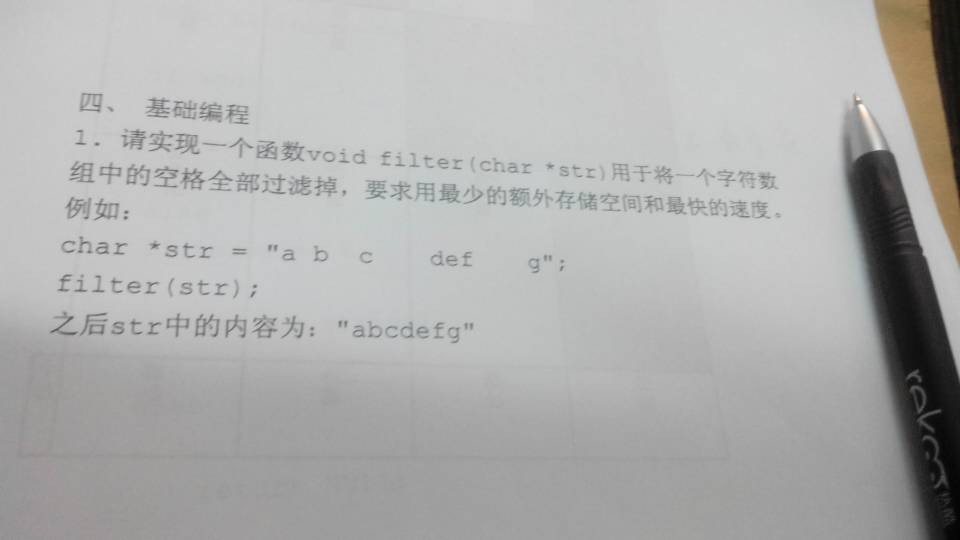 四、 基础编程
1. 请实现一个函数void filter(char *str)用于将一个字符数
组中的空格全部过滤掉，要求用最少的额外存储空间和最快的速度。
例如：
char *str = "a b  c    def    g";
filter(str);
之后str中的内容为："abcdefg"